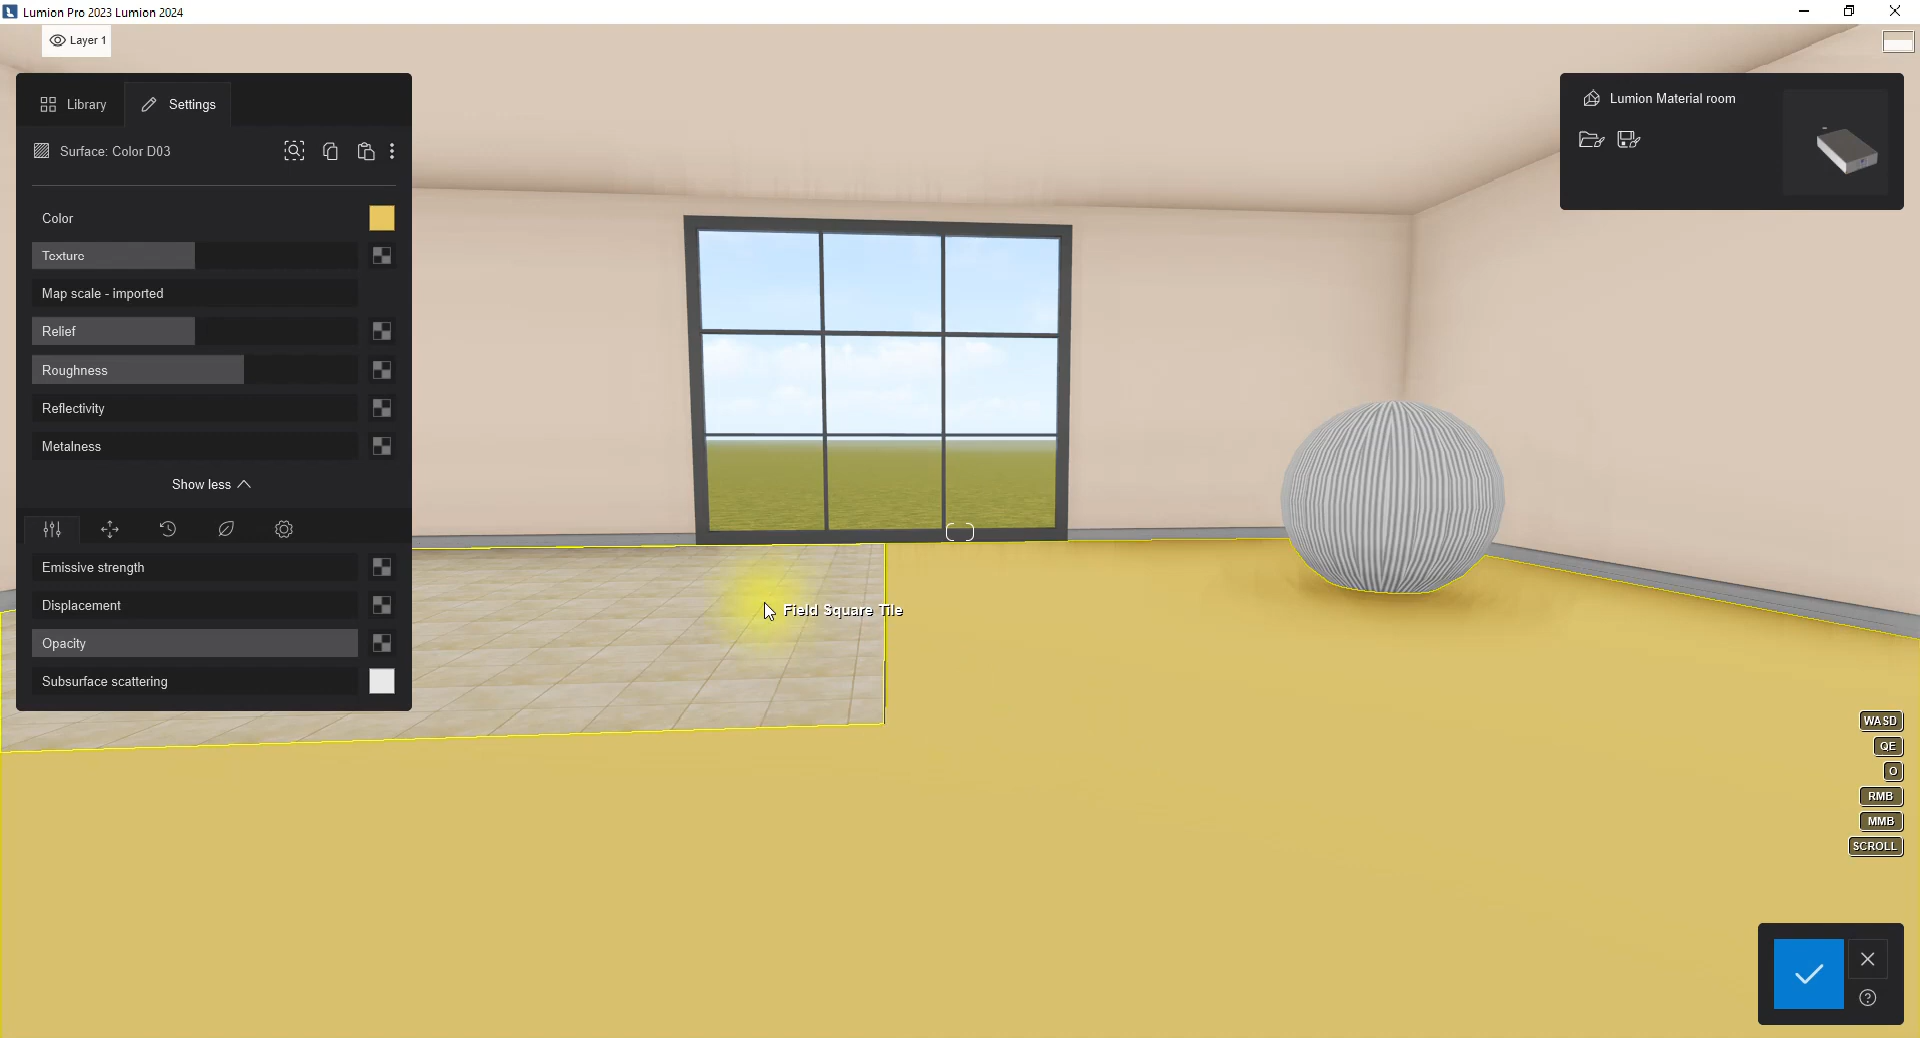 Lumion Pro 2023 Lumion 2024
Layer 1
Library
Settings
Surface: Color D03
Color
Texture
Map scale - imported
Relief
Roughness
Reflectivity
Metalness
Show less
Emissive strength
Displacement
Opacity
Subsurface scattering
Field Square Tile
Lumion Material room
WASD
QE
O
RMB
MMB
SCROLL